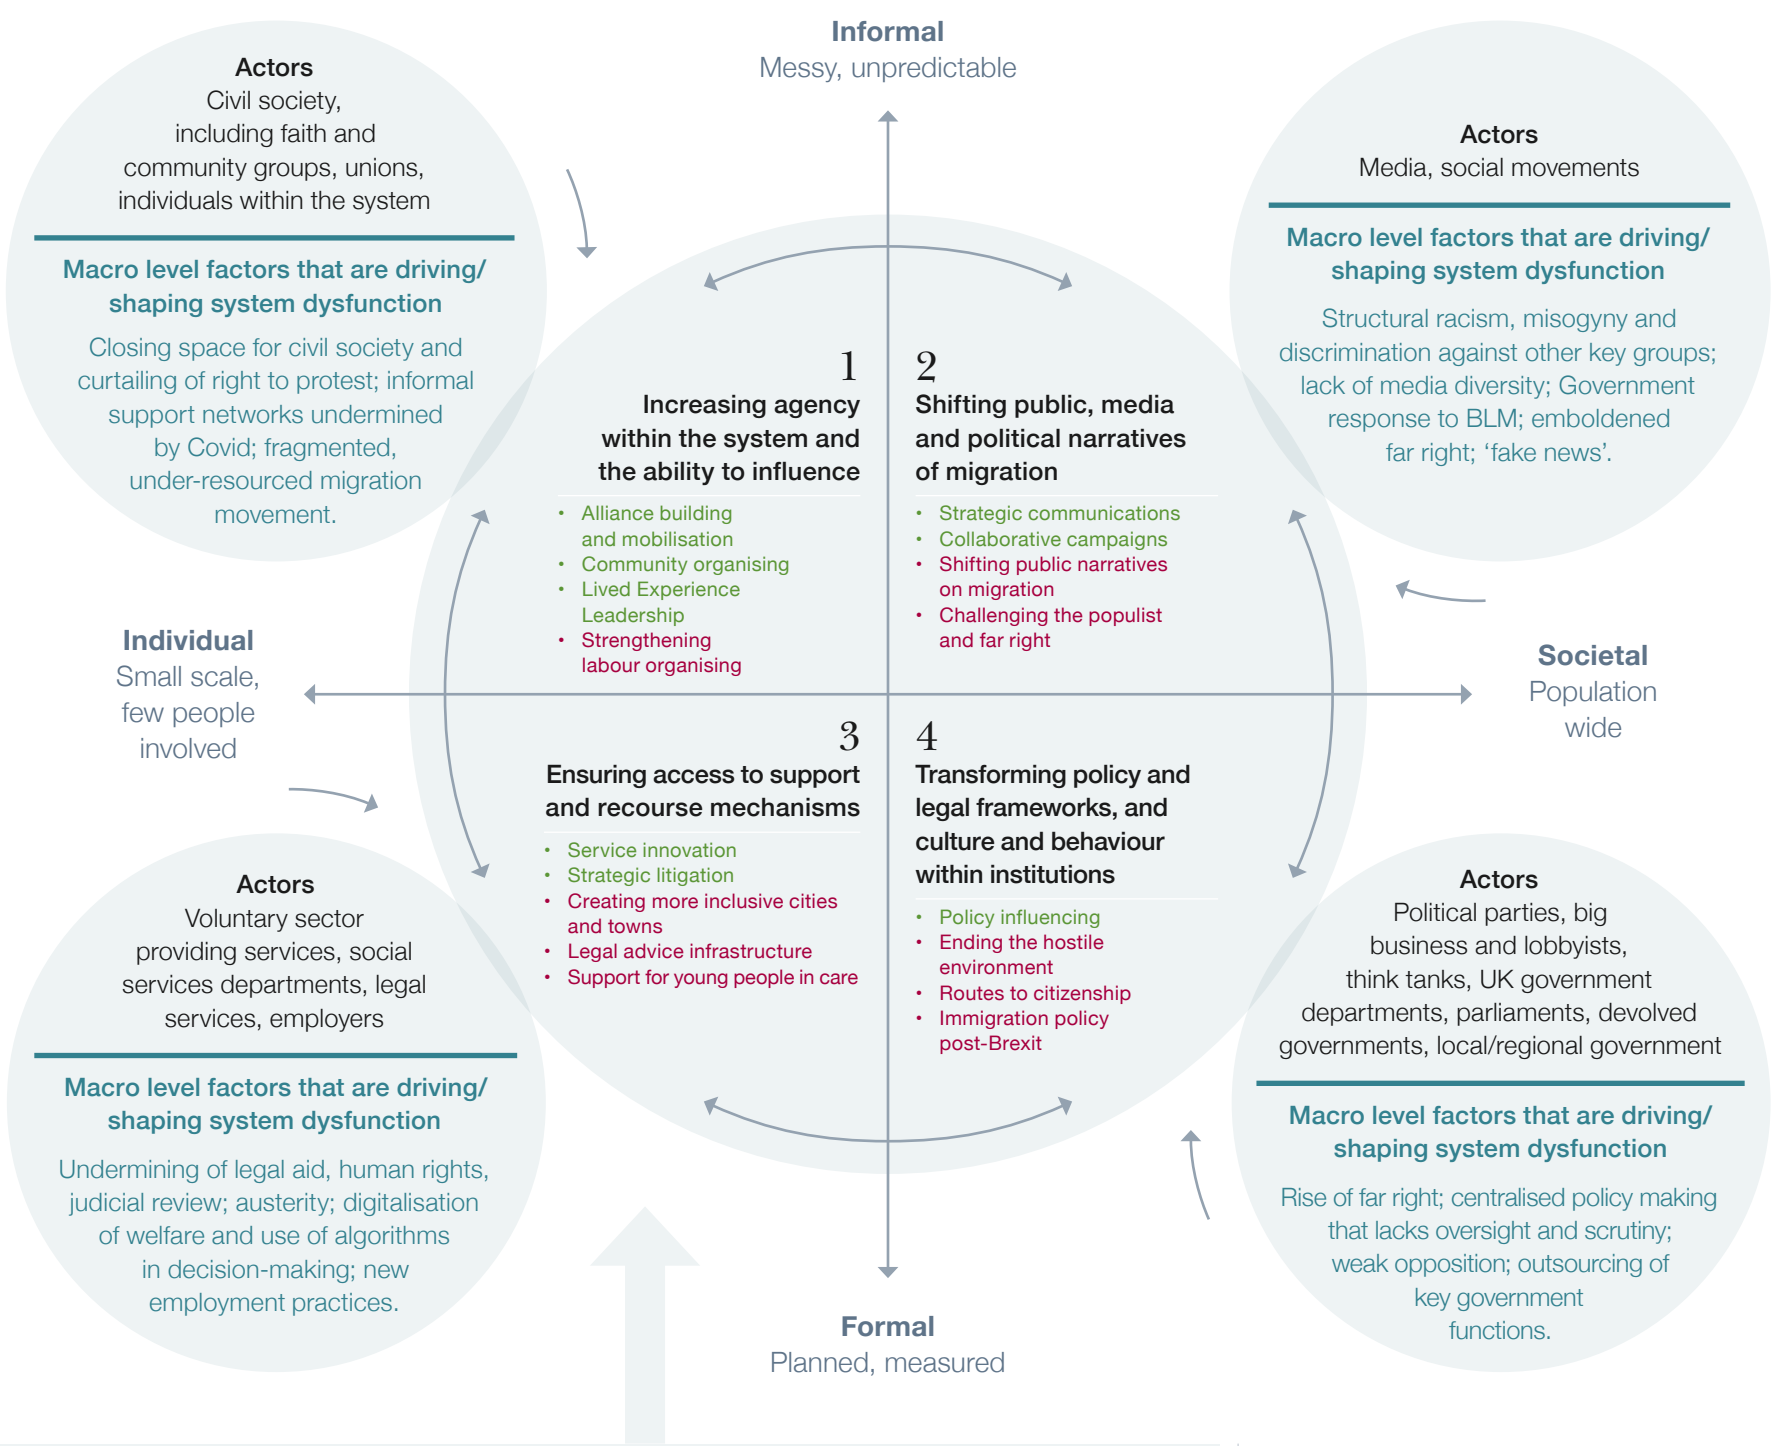 Informal
Messy, unpredictable
Actors
Civil society,
including faith and
community groups, unions,
individuals within the system
Macro level factors that are driving/
shaping system dysfunction
Closing space for civil society and
curtailing of right to protest; informal
support networks undermined
by Covid; fragmented,
under-resourced migration
movement.
Actors
Media, social movements
Macro level factors that are driving/
shaping system dysfunction
Structural racism, misogyny and
discrimination against other key groups;
lack of media diversity; Government
response to BLM; emboldened
far right; ‘fake news’.
1
Increasing agency
within the system and
the ability to influence
• Alliance building
and mobilisation
• Community organising
• Lived Experience
Leadership
• Strengthening
labour organising
2
Shifting public, media
and political narratives
of migration
• Strategic communications
• Collaborative campaigns
• Shifting public narratives
on migration
• Challenging the populist
and far right
Individual
Small scale,
few people
involved
Societal
Population
wide
3
Ensuring access to support
and recourse mechanisms
• Service innovation
• Strategic litigation
• Creating more inclusive cities
and towns
• Legal advice infrastructure
• Support for young people in care
4
Transforming policy and
legal frameworks, and
culture and behaviour
within institutions
• Policy influencing
• Ending the hostile
environment
• Routes to citizenship
• Immigration policy
post-Brexit
Actors
Voluntary sector
providing services, social
services departments, legal
services, employers
Macro level factors that are driving/
shaping system dysfunction
Undermining of legal aid, human rights,
judicial review; austerity; digitalisation
of welfare and use of algorithms
in decision-making; new
employment practices.
Actors
Political parties, big
business and lobbyists,
think tanks, UK government
departments, parliaments, devolved
governments, local/regional government
Macro level factors that are driving/
shaping system dysfunction
Rise of far right; centralised policy making
that lacks oversight and scrutiny;
weak opposition; outsourcing of
key government
functions.
Formal
Planned, measured